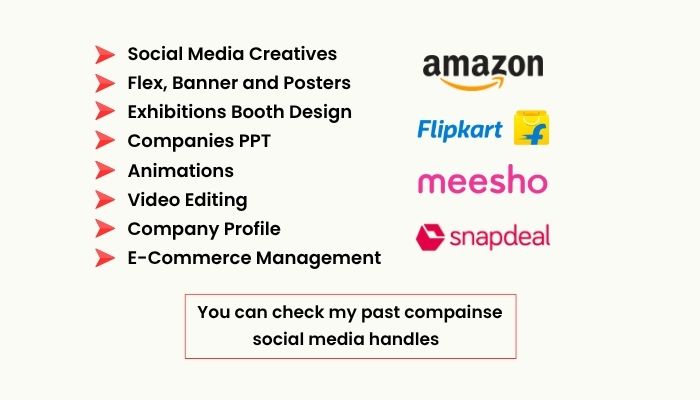 Social Media Creatives
Flex, Banner and Posters
Exhibitions Booth Design
Companies PPT
Animations
Video Editing
Company Profile
E-Commerce Management
amazon
Flipkart
meesho
snapdeal
You can check my past compainse
social media handles